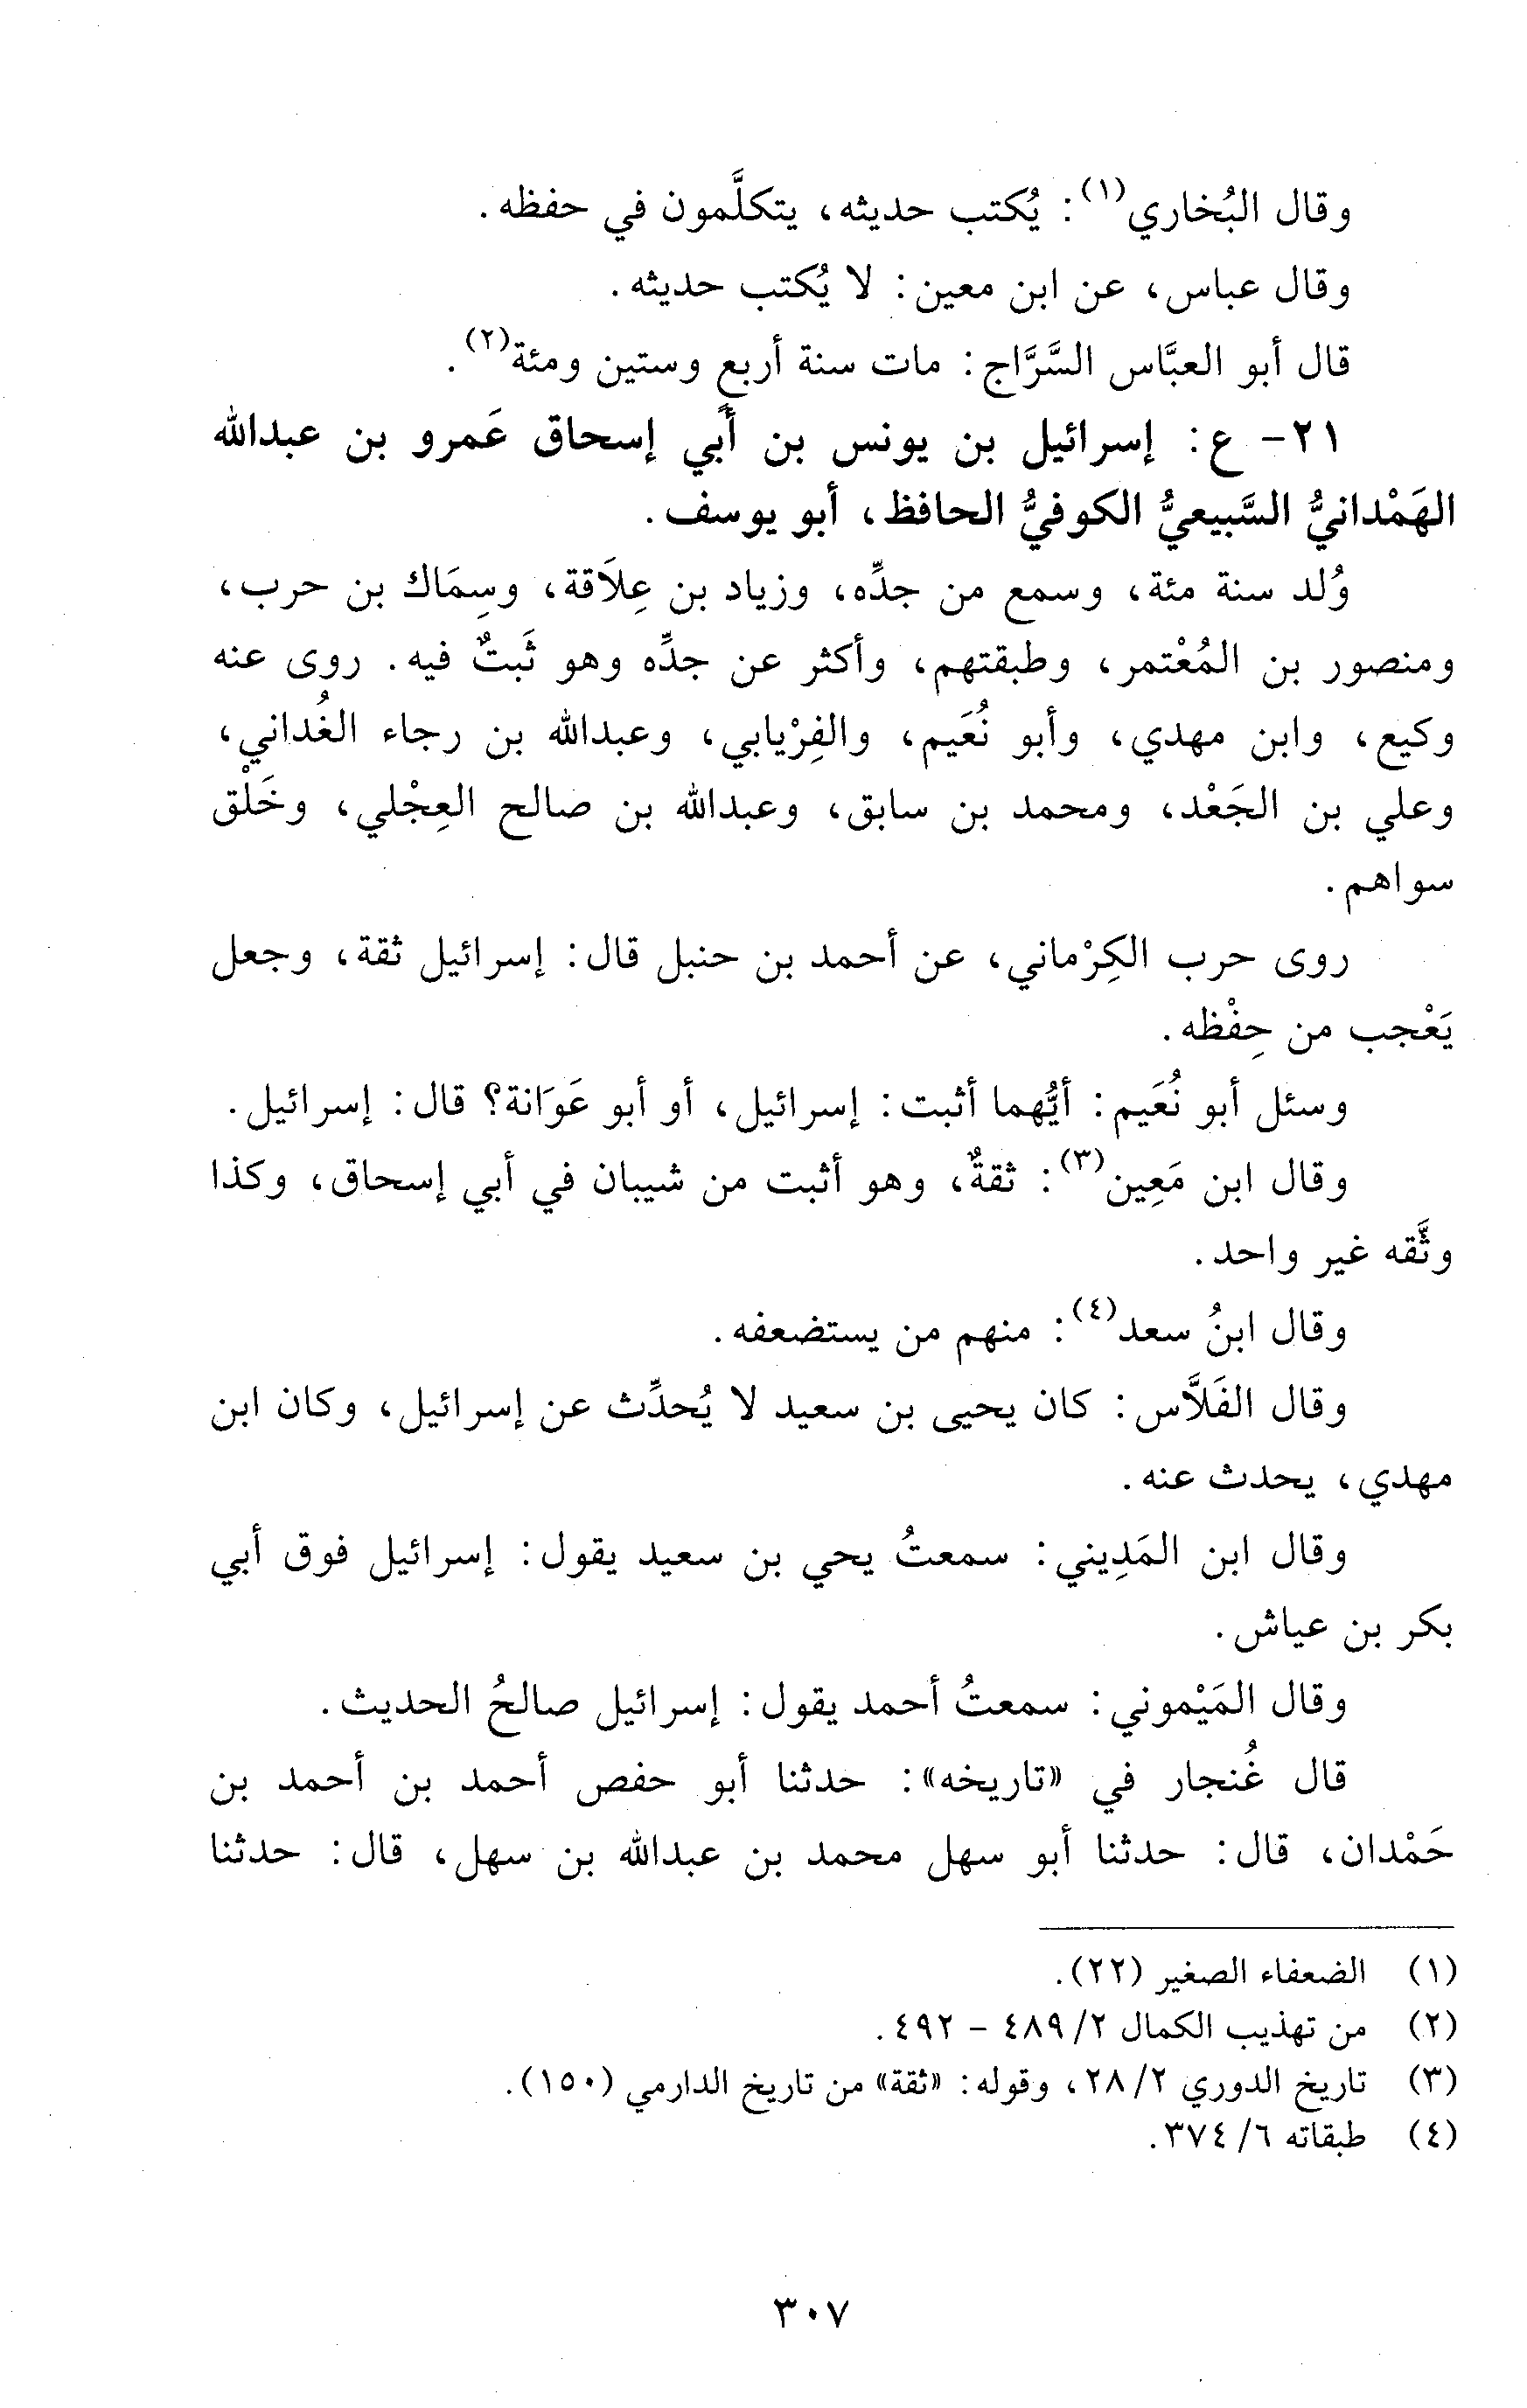 وقال البُخاري(١): يُكتب حديثه، يتكلَّمون في حفظه.
وقال عباس، عن ابن معين: لا يُكتب حديثه.
قال أبو العبَّاس السَّرَّاج: مات سنة أربع وستين ومئة(٢).
٢١- ع: إسرائيل بن يونس بن أبي إسحاق عَمرو بن عبدالله
الهَمْدانيُّ السَّبيعيُّ الكوفيُّ الحافظ، أبو يوسف.
وُلد سنة مئة، وسمع من جدِّه، وزياد بن عِلاَقة، وسِمَاك بن حرب،
ومنصور بن المُعْتمر، وطبقتهم، وأكثر عن جدِّه وهو ثَبتٌ فيه. روى عنه
وكيع، وابن مهدي، وأبو نُعَيم، والفِرْيابي، وعبدالله بن رجاء الغُداني،
وعلي بن الجَعْد، ومحمد بن سابق، وعبدالله بن صالح العِجْلي، وخَلْق
سواهم.
روى حرب الكِرْماني، عن أحمد بن حنبل قال: إسرائيل ثقة، وجعل
يَعْجب من حِفْظه.
وسئل أبو نُعَيم: أيُّهما أثبت: إسرائيل، أو أبو عَوَانة؟ قال: إسرائيل.
وقال ابن مَعِين(٣): ثقةٌ، وهو أثبت من شيبان في أبي إسحاق، وكذا
وثَّقه غير واحد.
وقال ابنُ سعد(٤): منهم من يستضعفه.
وقال الفَلاَّس: كان يحيى بن سعيد لا يُحدِّث عن إسرائيل، وكان ابن
مهدي، يحدث عنه.
وقال ابن المَدِيني: سمعتُ يحي بن سعيد يقول: إسرائيل فوق أبي
بكر بن عياش.
وقال المَيْموني: سمعتُ أحمد يقول: إسرائيل صالحُ الحديث.
قال غُنجار في «تاريخه»: حدثنا أبو حفص أحمد بن أحمد بن
حَمْدان، قال: حدثنا أبو سهل محمد بن عبدالله بن سهل، قال: حدثنا
(١) الضعفاء الصغير (٢٢).
(٢) من تهذيب الكمال ٢/ ٤٨٩ - ٤٩٢.
(٣) تاريخ الدوري ٢/ ٢٨، وقوله: «ثقة» من تاريخ الدارمي (١٥٠).
(٤) طبقاته ٦/ ٣٧٤.
٣٠٧